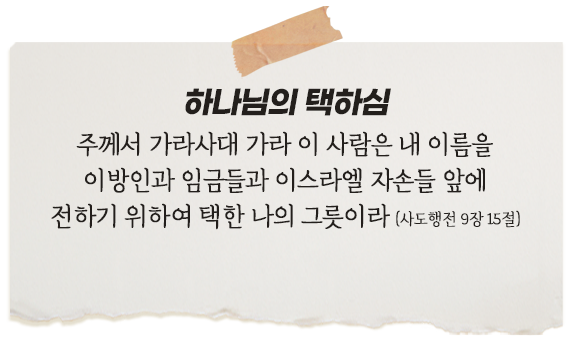 하나님의 택하심
주께서 가라사대 가라 이 사람은 내 이름을
이방인과 임금들과 이스라엘 자손들 앞에
전하기 위하여 택한 나의 그릇이라 (사도행전 9장 15절)